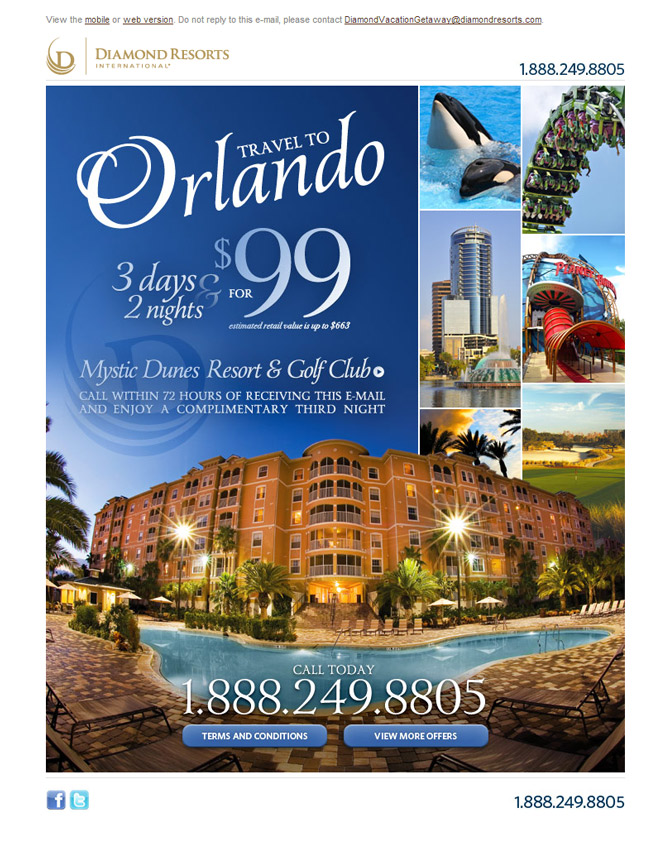 View the mobile or web version. Do not reply to this e-mail, please contact DiamondVacationGetaway@diamondresorts.com.
D
DIAMOND RESORTS
INTERNATIONAL®
1.888.249.8805
TRAVEL TO
Orlando
3 days &
2 nights
FOR
$99
estimated retail value is up to $663
Mystic Dunes Resort & Golf Club
CALL WITHIN 72 HOURS OF RECEIVING THIS E-MAIL
AND ENJOY A COMPLIMENTARY THIRD NIGHT
CALL TODAY
1.888.249.8805
TERMS AND CONDITIONS
VIEW MORE OFFERS
f
t
1.888.249.8805